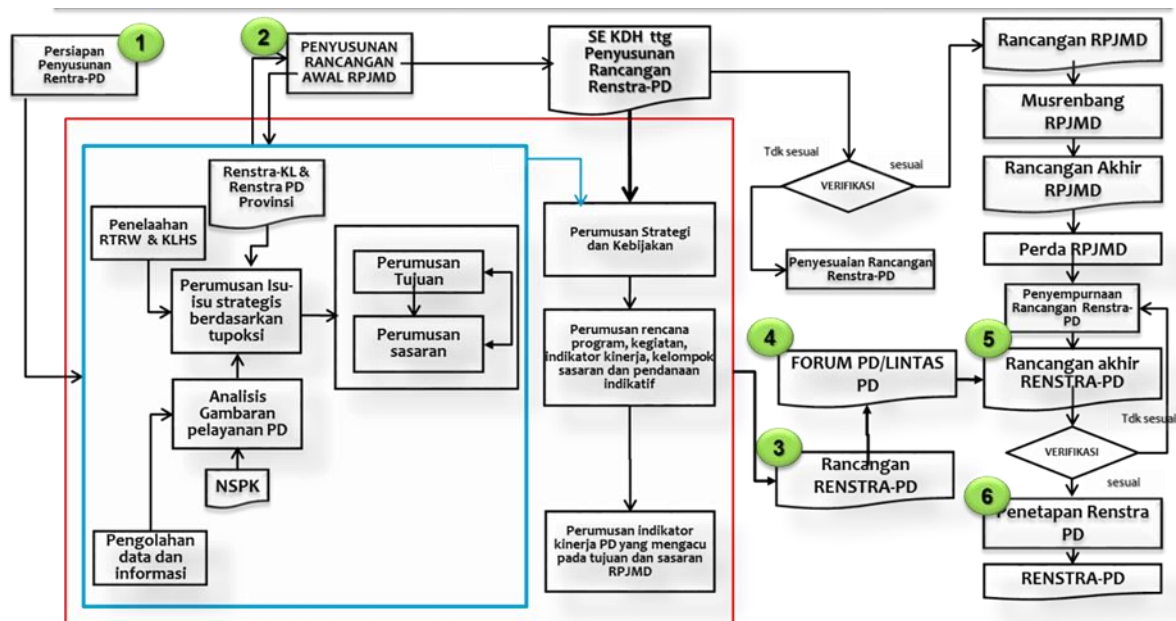 1
Persiapan
Penyusunan
Rentra-PD
2
PENYUSUNAN
RANCANGAN
AWAL RPJMD
SE KDH ttg
Penyusunan
Rancangan
Renstra-PD
Rancangan RPJMD
Musrenbang
RPJMD
Rancangan Akhir
RPJMD
Perda RPJMD
Tdk sesuai
sesuai
VERIFIKASI
Penyesuaian Rancangan
Renstra-PD
Renstra-KL &
Renstra PD
Provinsi
Penelaahan
RTRW & KLHS
Perumusan Isu-
isu strategis
berdasarkan
tupoksi
Perumusan
Tujuan
Perumusan
sasaran
Analisis
Gambaran
pelayanan PD
NSPK
Pengolahan
data dan
informasi
Perumusan Strategi
dan Kebijakan
Perumusan rencana
program, kegiatan,
indikator kinerja, kelompok
sasaran dan pendanaan
indikatif
Perumusan indikator
kinerja PD yang mengacu
pada tujuan dan sasaran
RPJMD
3
Rancangan
RENSTRA-PD
4
FORUM PD/LINTAS
PD
Penyempurnaan
Rancangan Renstra-
PD
5
Rancangan akhir
RENSTRA-PD
Tdk sesuai
VERIFIKASI
sesuai
6
Penetapan Renstra
PD
RENSTRA-PD